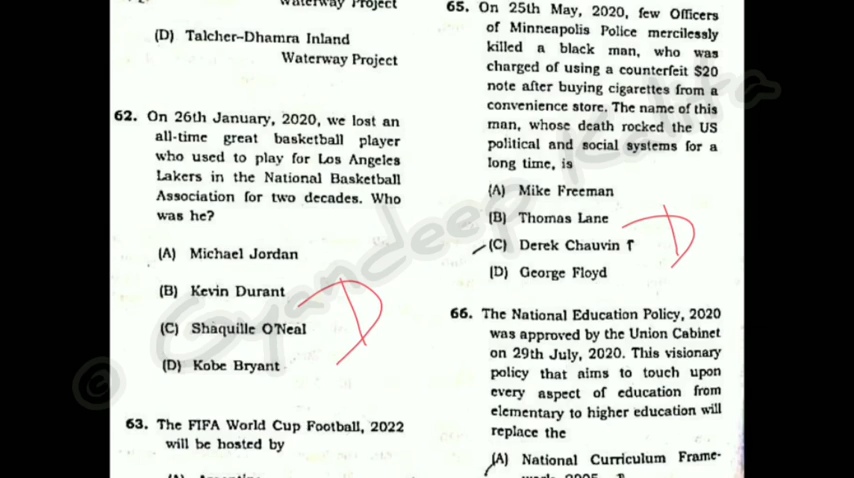 Waterway Project
(D) Talcher-Dhamra Inland
Waterway Project
62. On 26th January, 2020, we lost an
all-time great basketball player
who used to play for Los Angeles
Lakers in the National Basketball
Association for two decades. Who
was he?
(A) Michael Jordan
(B) Kevin Durant
(C) Shaquille O'Neal
(D) Kobe Bryant
D
63. The FIFA World Cup Football, 2022
will be hosted by
65. On 25th May, 2020, few Officers
of Minneapolis Police mercilessly
killed a black man, who was
charged of using a counterfeit $20
note after buying cigarettes from a
convenience store. The name of this
man, whose death rocked the US
political and social systems for a
long time, is
(A) Mike Freeman
(B) Thomas Lane
(C) Derek Chauvin
(D) George Floyd
D
66. The National Education Policy, 2020
was approved by the Union Cabinet
on 29th July, 2020. This visionary
policy that aims to touch upon
every aspect of education from
elementary to higher education will
replace the
(A) National Curriculum Frame-
© Gyandeep Kalita